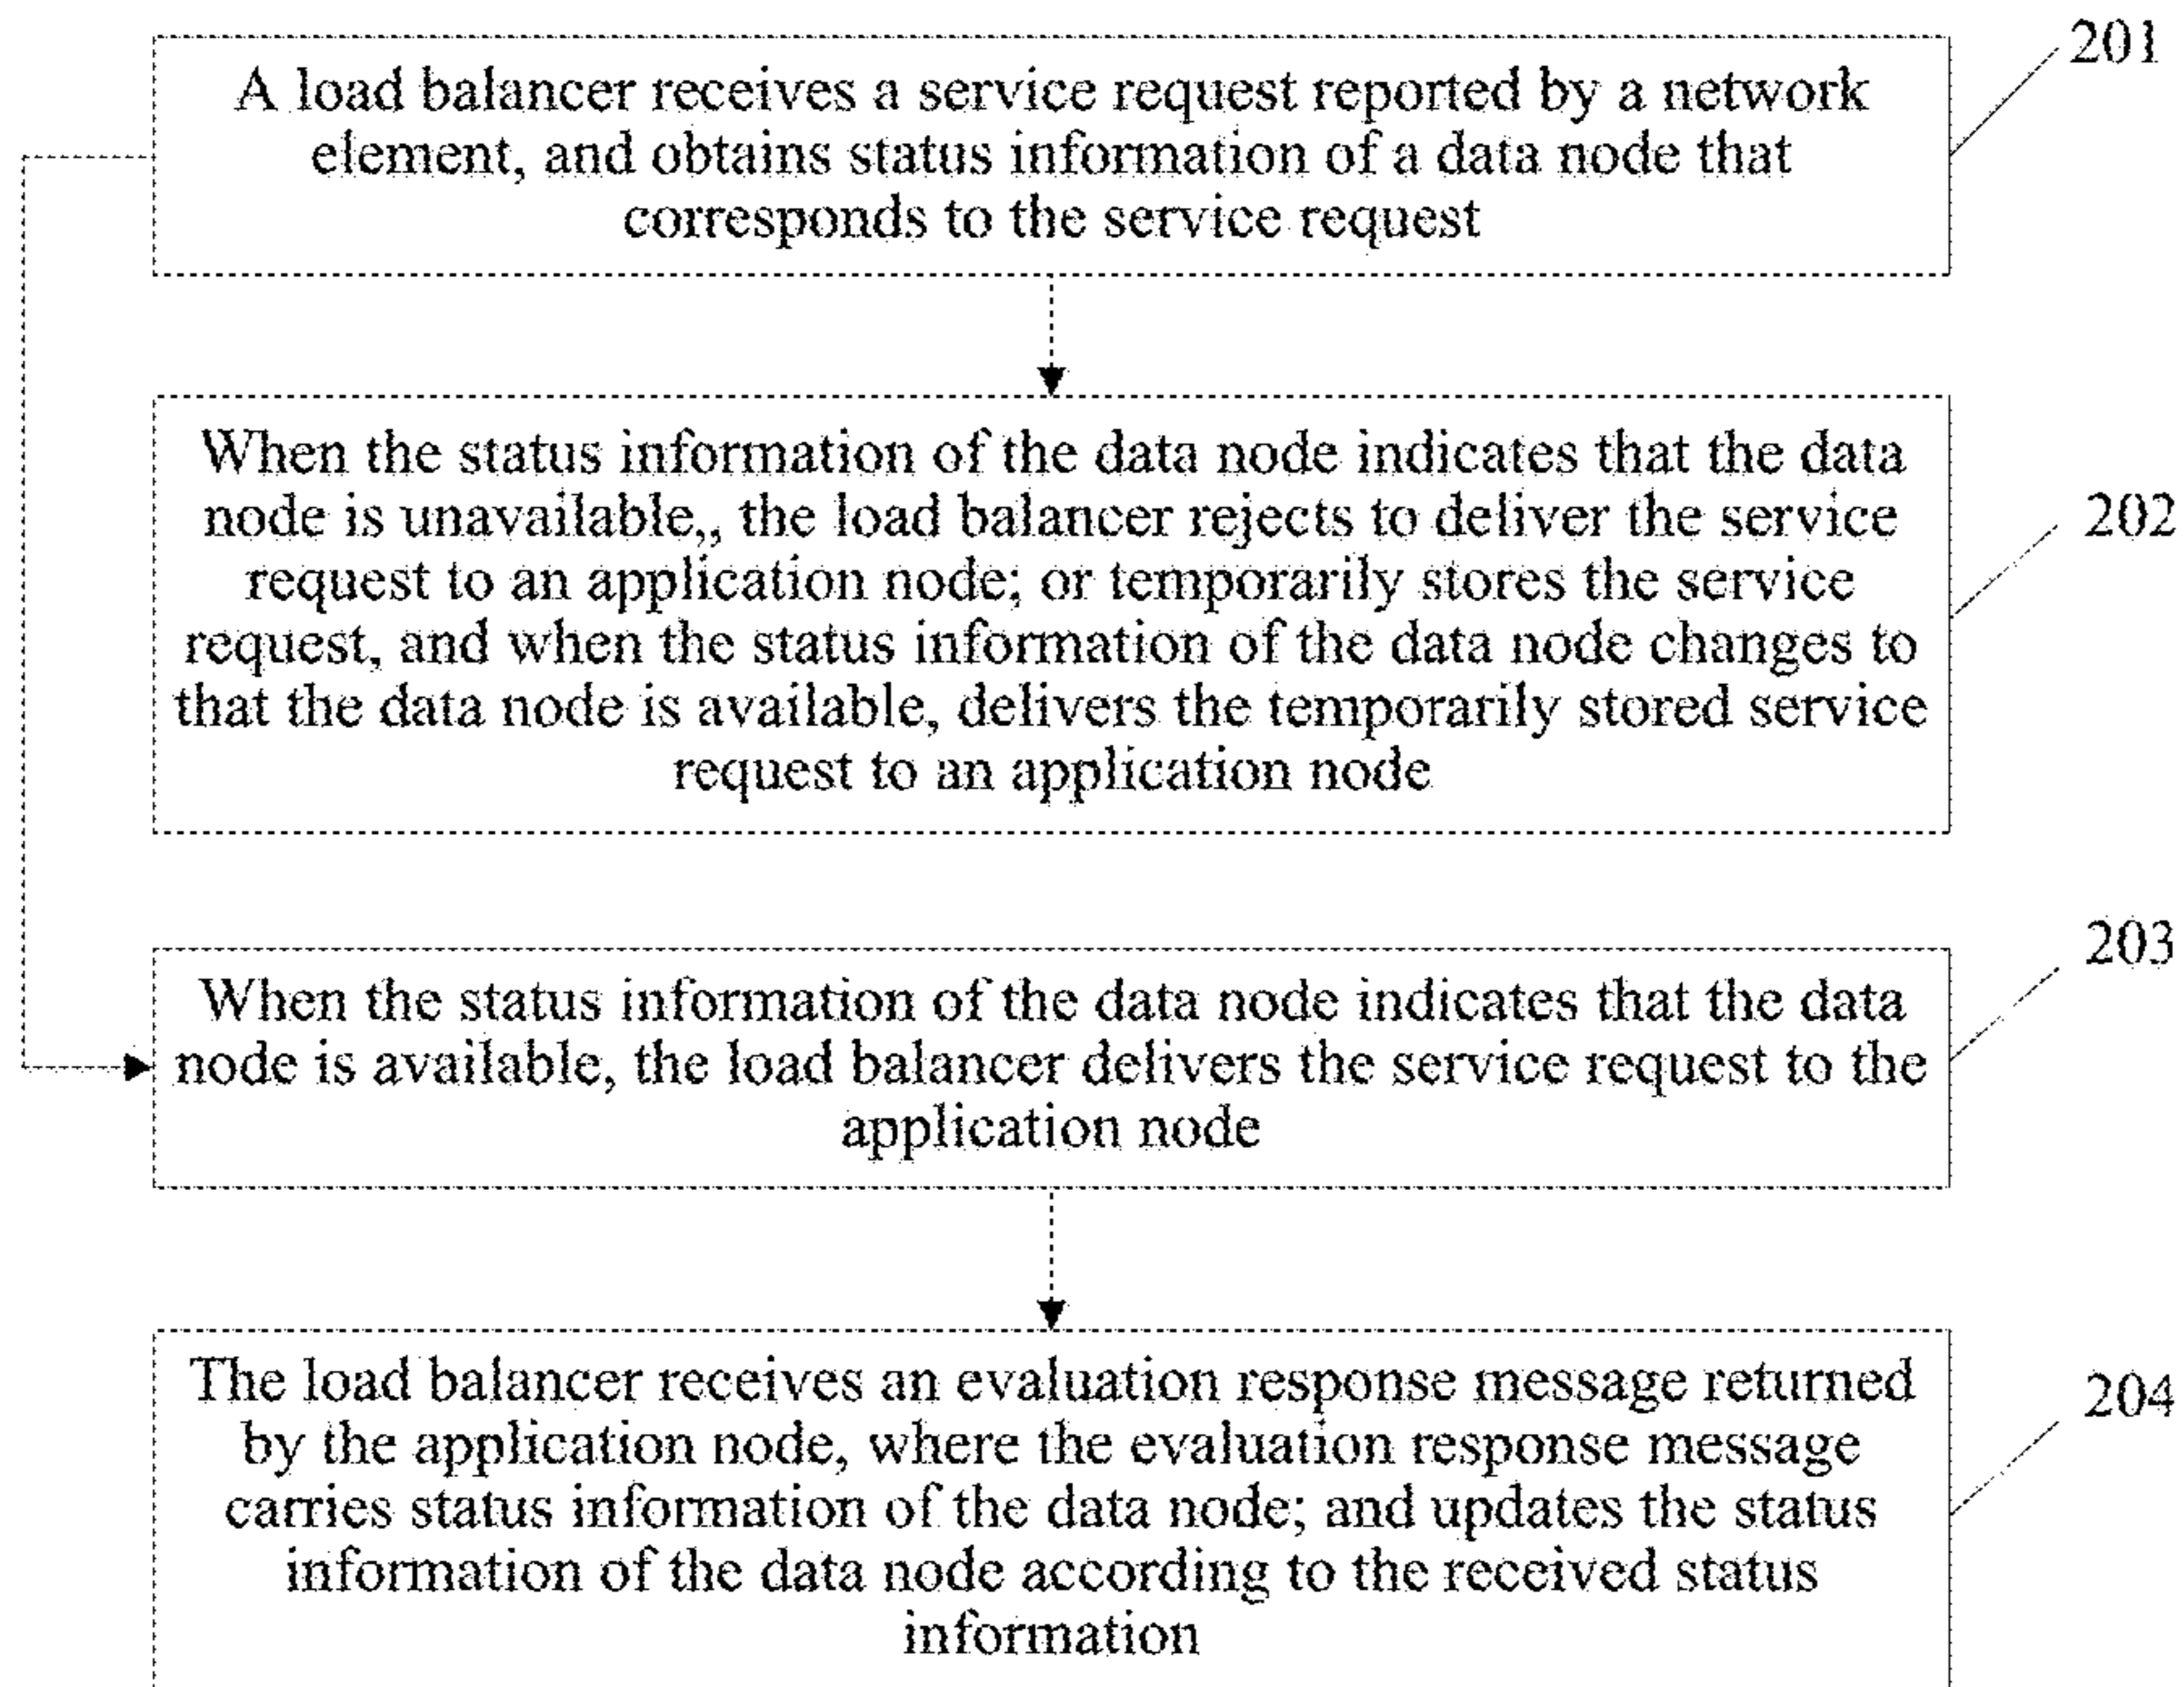 201
A load balancer receives a service request reported by a network
element, and obtains status information of a data node that
corresponds to the service request
When the status information of the data node indicates that the data
node is unavailable,, the load balancer rejects to deliver the service
request to an application node; or temporarily stores the service
request, and when the status information of the data node changes to
that the data node is available, delivers the temporarily stored service
request to an application node
202
203
When the status information of the data node indicates that the data
node is available, the load balancer delivers the service request to the
application node
The load balancer receives an evaluation response message returned
by the application node, where the evaluation response message
carries status information of the data node; and updates the status
information of the data node according to the received status
information
204